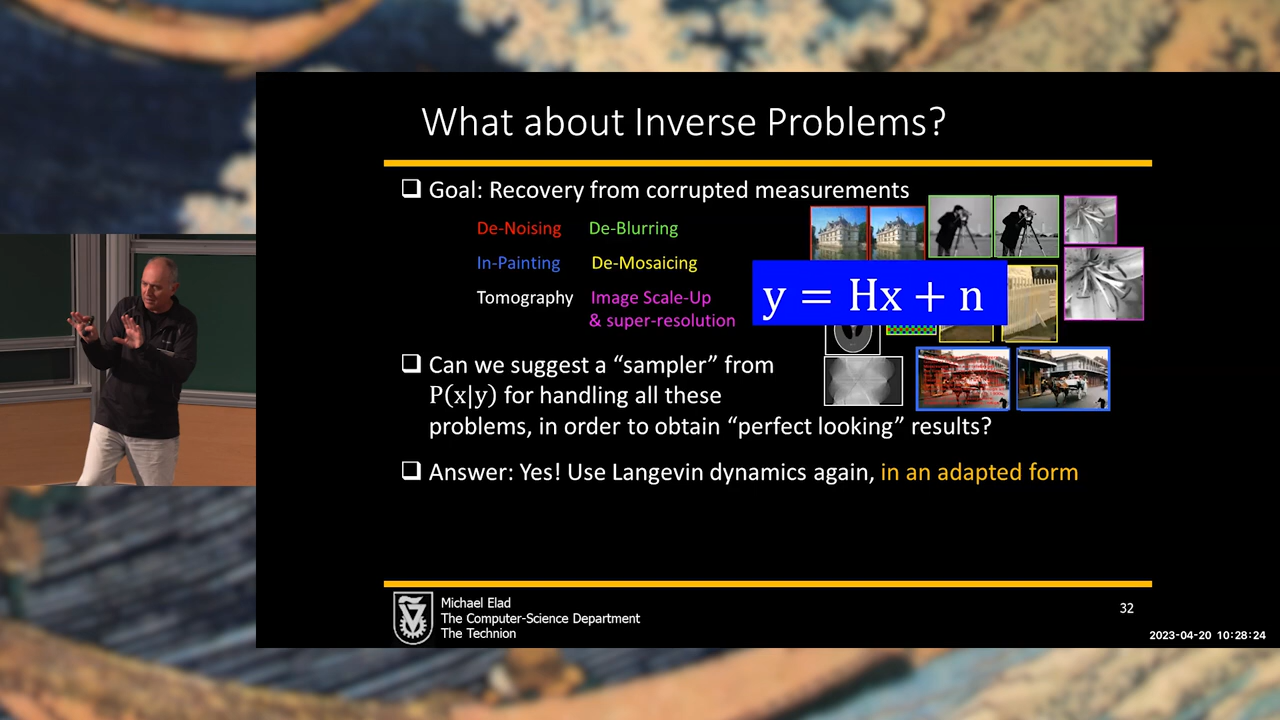 What about Inverse Problems?
❑ Goal: Recovery from corrupted measurements
De-Noising De-Blurring
In-Painting De-Mosaicing
Tomography Image Scale-Up
& super-resolution
y = Hx + n
❑ Can we suggest a “sampler” from
P(x|y) for handling all these
problems, in order to obtain “perfect looking” results?
❑ Answer: Yes! Use Langevin dynamics again, in an adapted form
Michael Elad
The Computer-Science Department
The Technion
32
2023-04-20 10:28:24